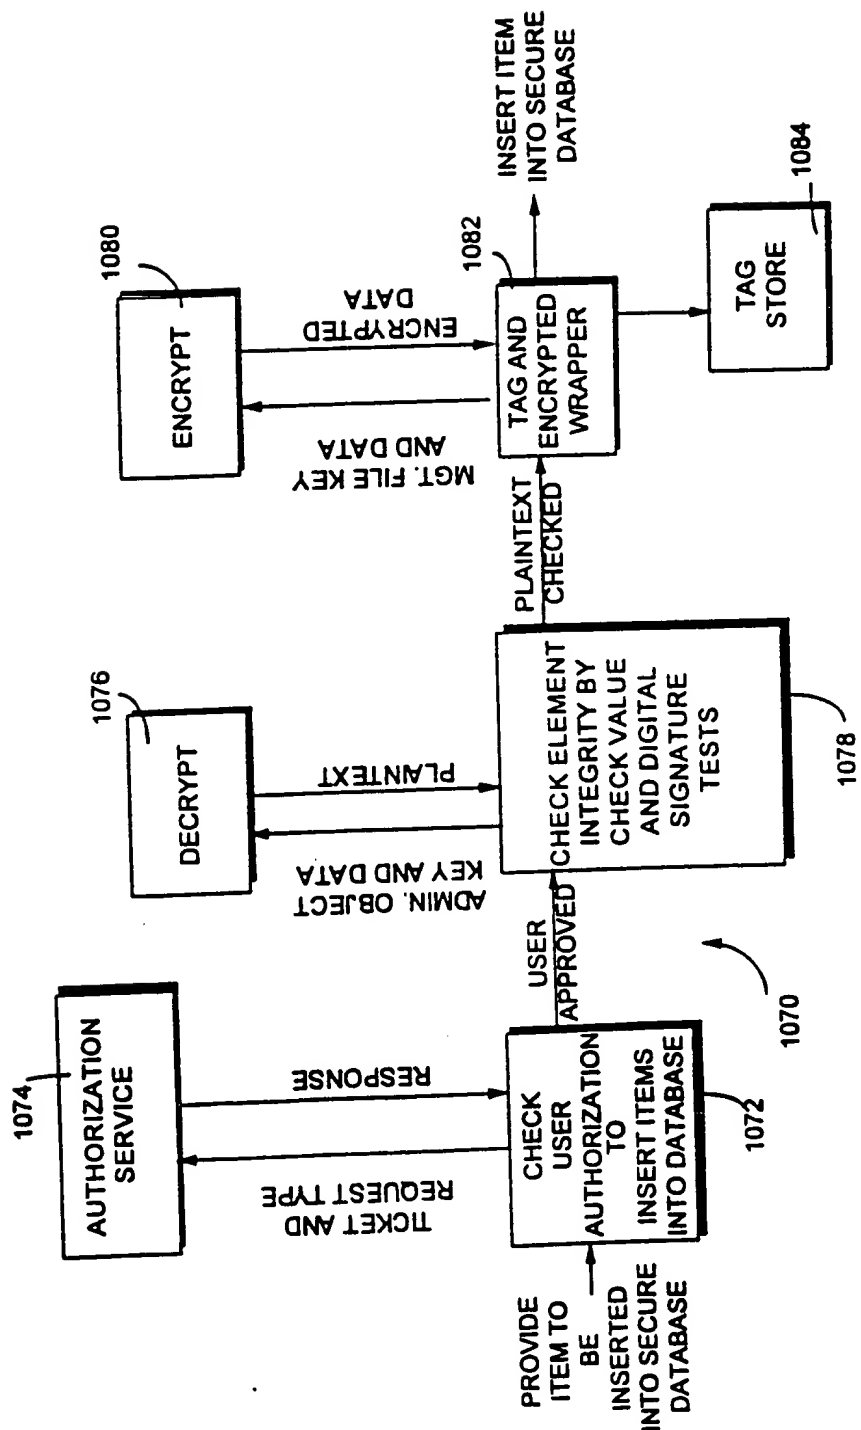 1074
AUTHORIZATION
SERVICE
TICKET AND
REQUEST TYPE
RESPONSE
PROVIDE
ITEM TO
BE
INSERTED
INTO SECURE
DATABASE
CHECK
USER
AUTHORIZATION
TO
INSERT ITEMS
INTO DATABASE
1072
1070
USER
APPROVED
1076
DECRYPT
ADMIN. OBJECT
KEY AND DATA
PLAINTEXT
CHECK ELEMENT
INTEGRITY BY
CHECK VALUE
AND DIGITAL
SIGNATURE
TESTS
1078
PLAINTEXT
CHECKED
1080
ENCRYPT
MGT. FILE KEY
AND DATA
ENCRYPTED
DATA
1082
TAG AND
ENCRYPTED
WRAPPER
INSERT ITEM
INTO SECURE
DATABASE
TAG
STORE
1084